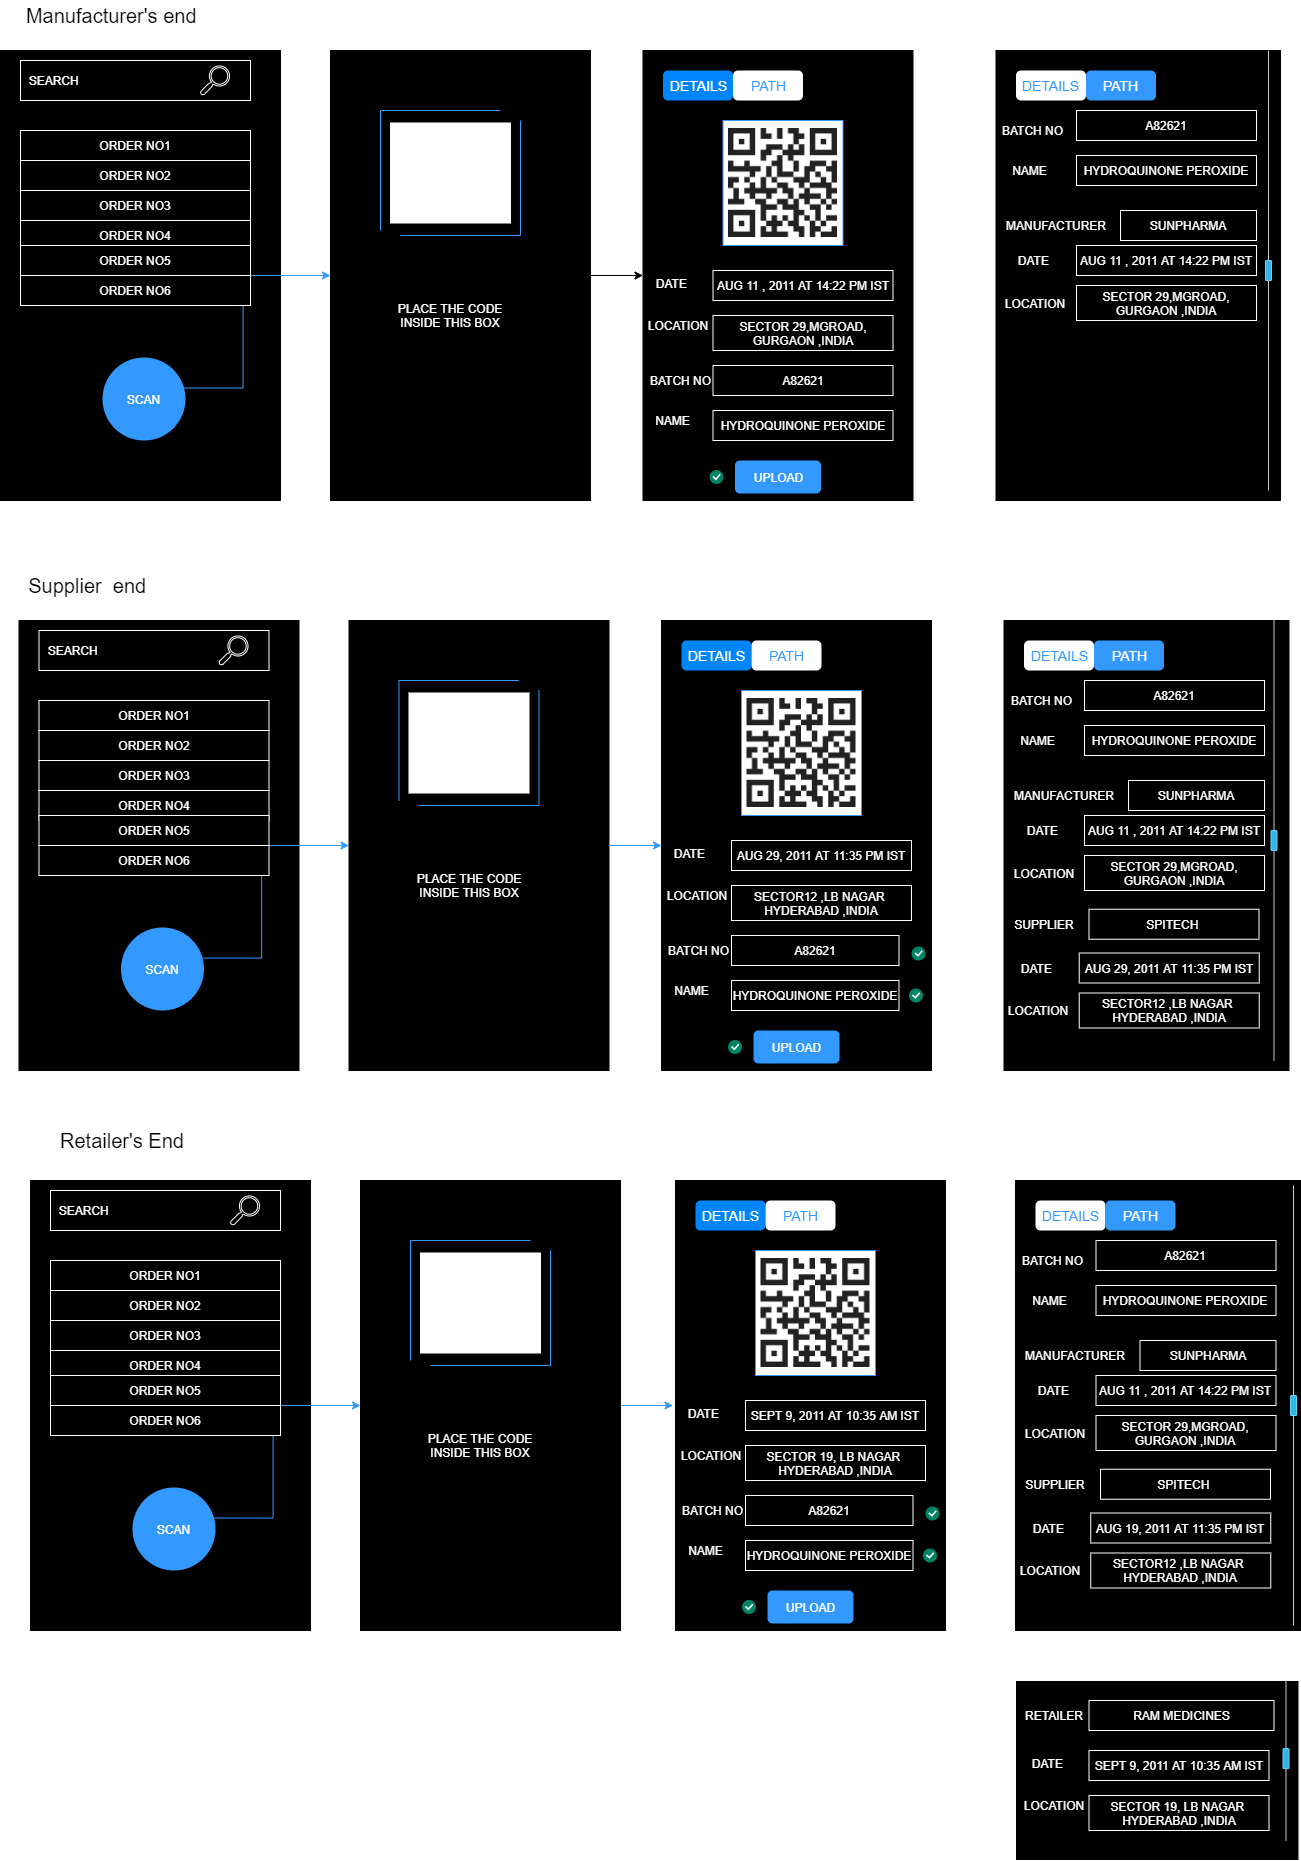 Manufacturer's end
SEARCH
ORDER NO1
ORDER NO2
ORDER NO3
ORDER NO4
ORDER NO5
ORDER NO6
SCAN
PLACE THE CODE
INSIDE THIS BOX
DETAILS PATH
DATE AUG 11 , 2011 AT 14:22 PM IST
LOCATION SECTOR 29,MGROAD,
GURGAON ,INDIA
BATCH NO A82621
NAME HYDROQUINONE PEROXIDE
UPLOAD
DETAILS PATH
BATCH NO A82621
NAME HYDROQUINONE PEROXIDE
MANUFACTURER SUNPHARMA
DATE AUG 11 , 2011 AT 14:22 PM IST
LOCATION SECTOR 29,MGROAD,
GURGAON ,INDIA
Supplier  end
SEARCH
ORDER NO1
ORDER NO2
ORDER NO3
ORDER NO4
ORDER NO5
ORDER NO6
SCAN
PLACE THE CODE
INSIDE THIS BOX
DETAILS PATH
DATE AUG 29, 2011 AT 11:35 PM IST
LOCATION SECTOR12 ,LB NAGAR
HYDERABAD ,INDIA
BATCH NO A82621
NAME HYDROQUINONE PEROXIDE
UPLOAD
DETAILS PATH
BATCH NO A82621
NAME HYDROQUINONE PEROXIDE
MANUFACTURER SUNPHARMA
DATE AUG 11 , 2011 AT 14:22 PM IST
LOCATION SECTOR 29,MGROAD,
GURGAON ,INDIA
SUPPLIER SPITECH
DATE AUG 29, 2011 AT 11:35 PM IST
LOCATION SECTOR12 ,LB NAGAR
HYDERABAD ,INDIA
Retailer's End
SEARCH
ORDER NO1
ORDER NO2
ORDER NO3
ORDER NO4
ORDER NO5
ORDER NO6
SCAN
PLACE THE CODE
INSIDE THIS BOX
DETAILS PATH
DATE SEPT 9, 2011 AT 10:35 AM IST
LOCATION SECTOR 19, LB NAGAR
HYDERABAD ,INDIA
BATCH NO A82621
NAME HYDROQUINONE PEROXIDE
UPLOAD
DETAILS PATH
BATCH NO A82621
NAME HYDROQUINONE PEROXIDE
MANUFACTURER SUNPHARMA
DATE AUG 11 , 2011 AT 14:22 PM IST
LOCATION SECTOR 29,MGROAD,
GURGAON ,INDIA
SUPPLIER SPITECH
DATE AUG 19, 2011 AT 11:35 PM IST
LOCATION SECTOR12 ,LB NAGAR
HYDERABAD ,INDIA
RETAILER RAM MEDICINES
DATE SEPT 9, 2011 AT 10:35 AM IST
LOCATION SECTOR 19, LB NAGAR
HYDERABAD ,INDIA